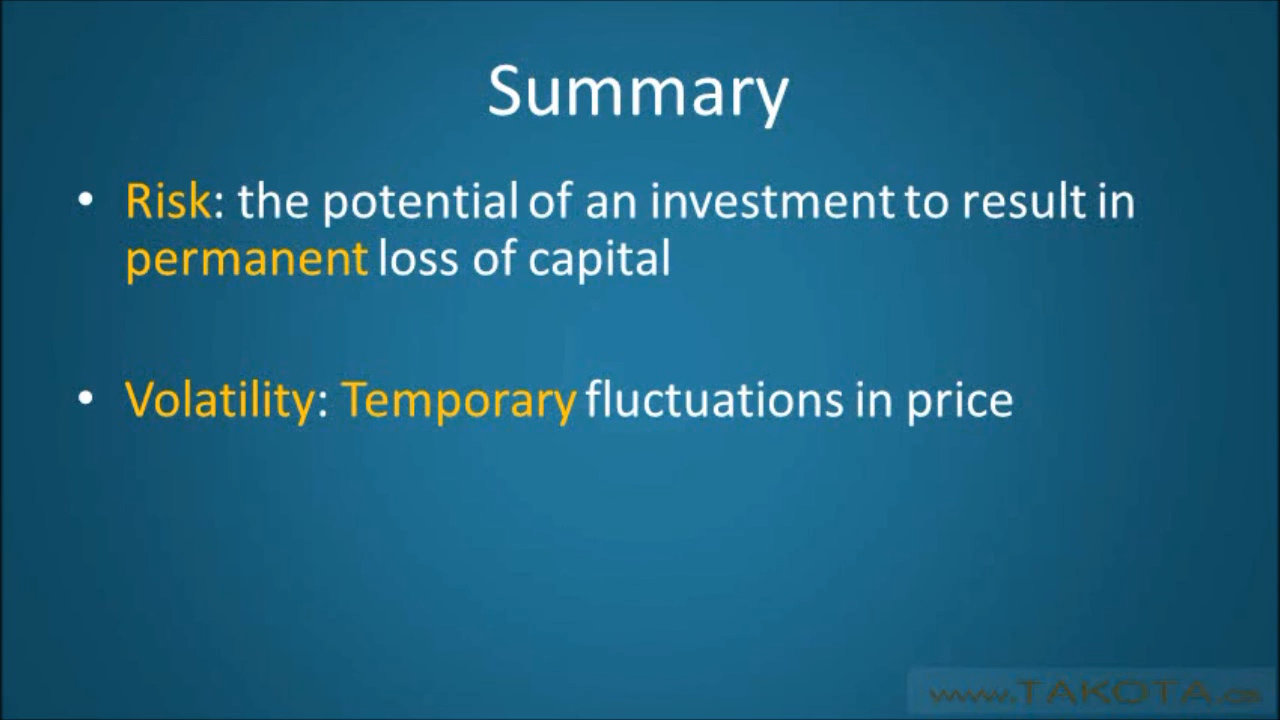 Summary
• Risk: the potential of an investment to result in
permanent loss of capital
• Volatility: Temporary fluctuations in price
www.TAKOTA.ca